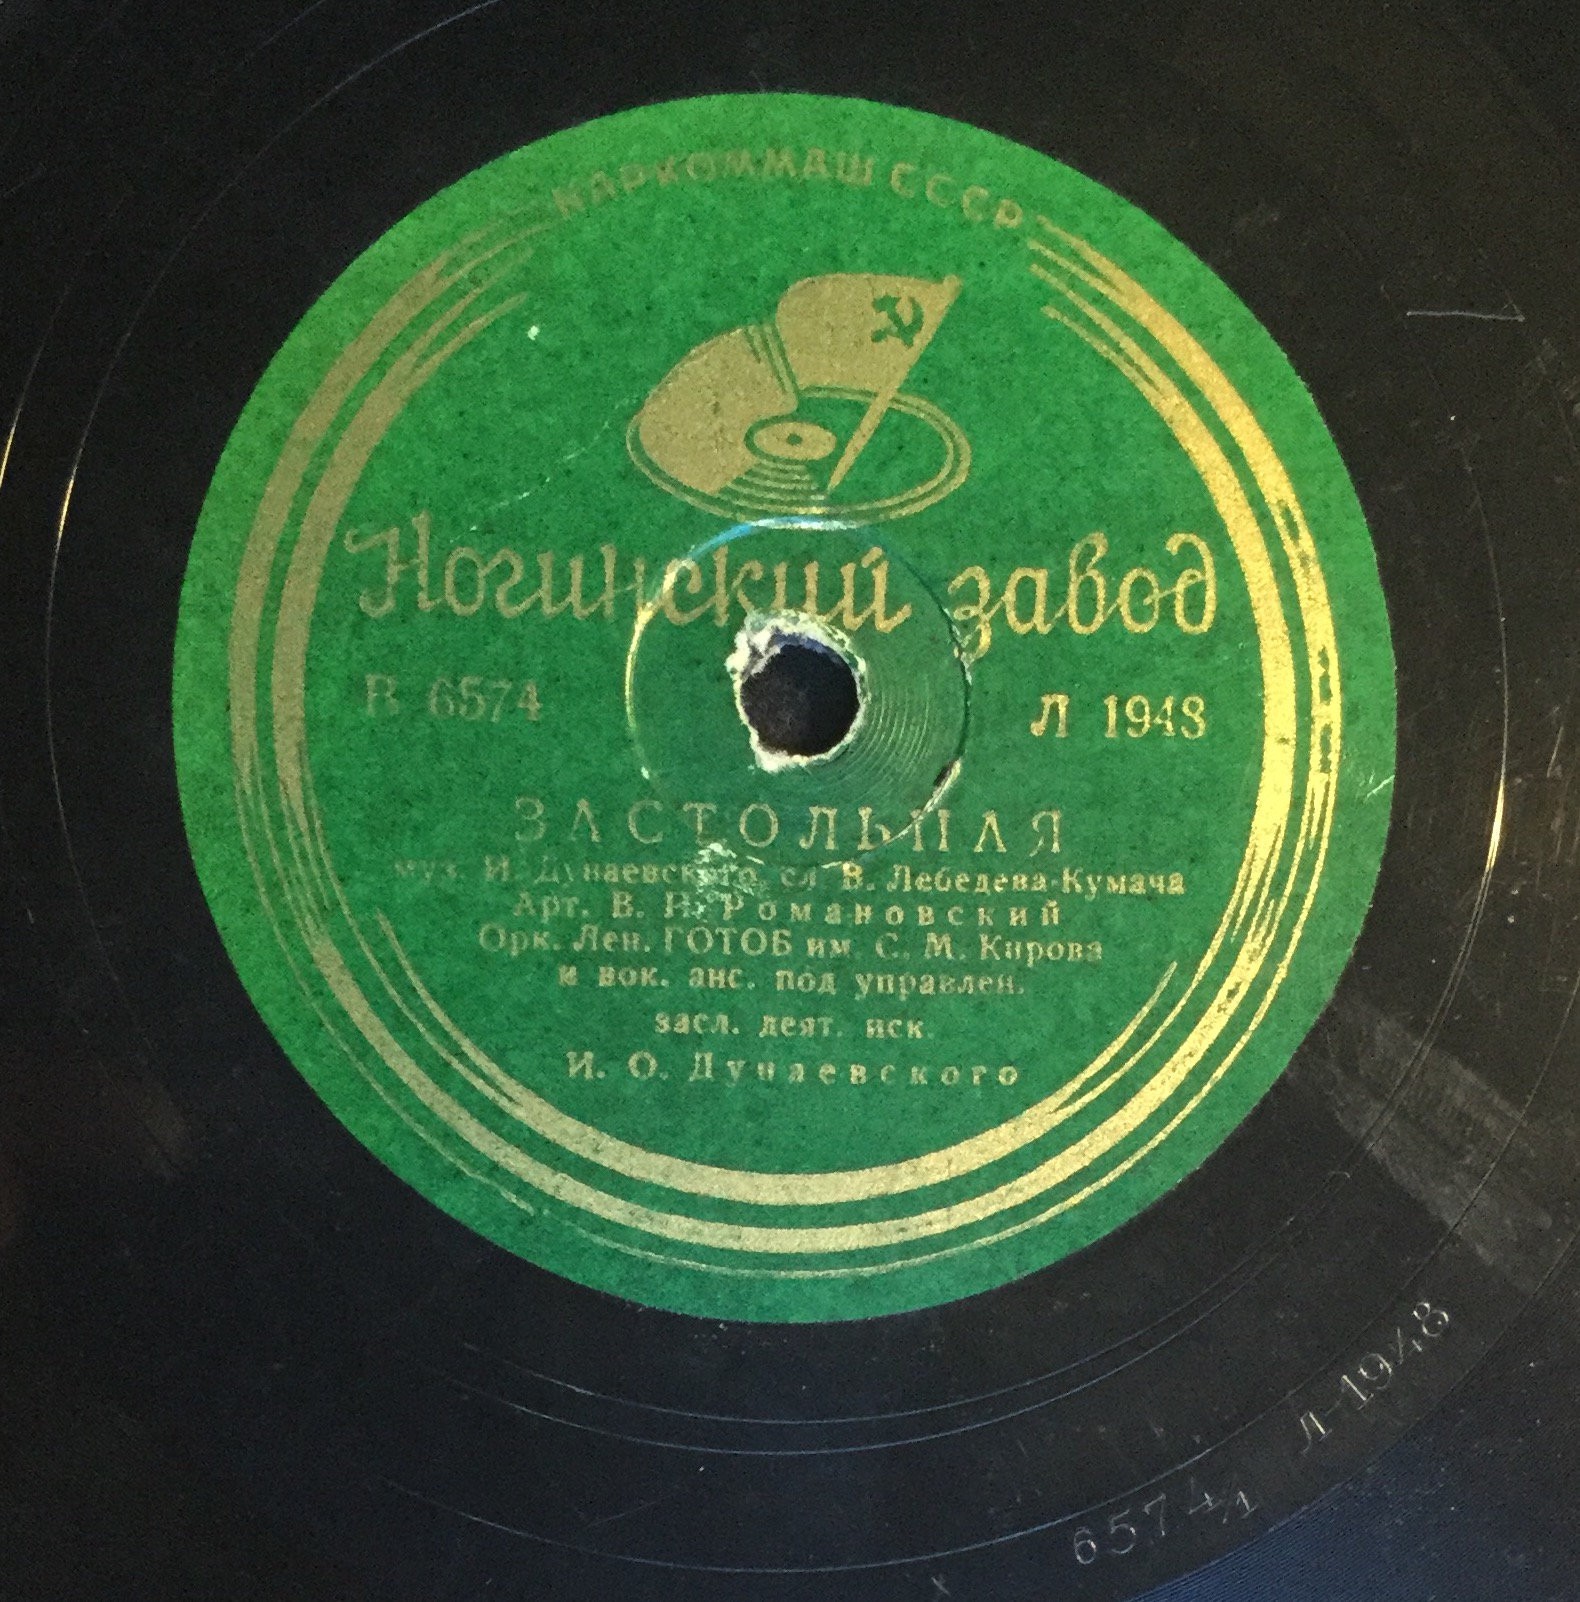 НАРКОММАШ СССР
Ногинский завод
В 6574 Л 1948
ЗАСТОЛЬНАЯ
муз. И. Дунаевского, сл. В. Лебедева-Кумача
Арт. В. Н. Романовский
Орк. Лен. ГОТОБ им. С. М. Кирова
и вок. анс. под управлен.
засл. деят. иск.
И. О. Дунаевского
6574/1 Л-1948